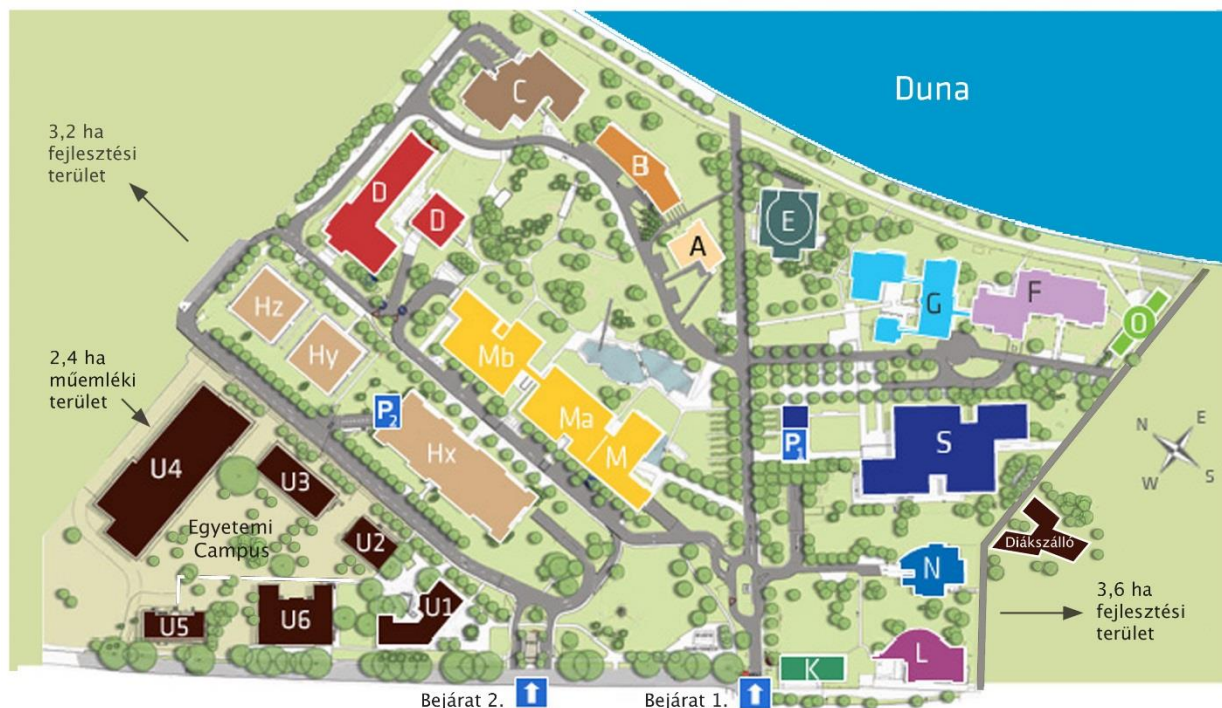 Duna
C
3,2 ha
fejlesztési
terület
B
D
D
E
A
G
F
Hz
O
Hy
Mb
2,4 ha
műemléki
terület
P2
Ma
P1
S
Hx
M
N
E
W
S
U4
U3
Egyetemi
Campus
U2
Diákszálló
N
U1
3,6 ha
fejlesztési
terület
U5
U6
K
L
Bejárat 2.
Bejárat 1.